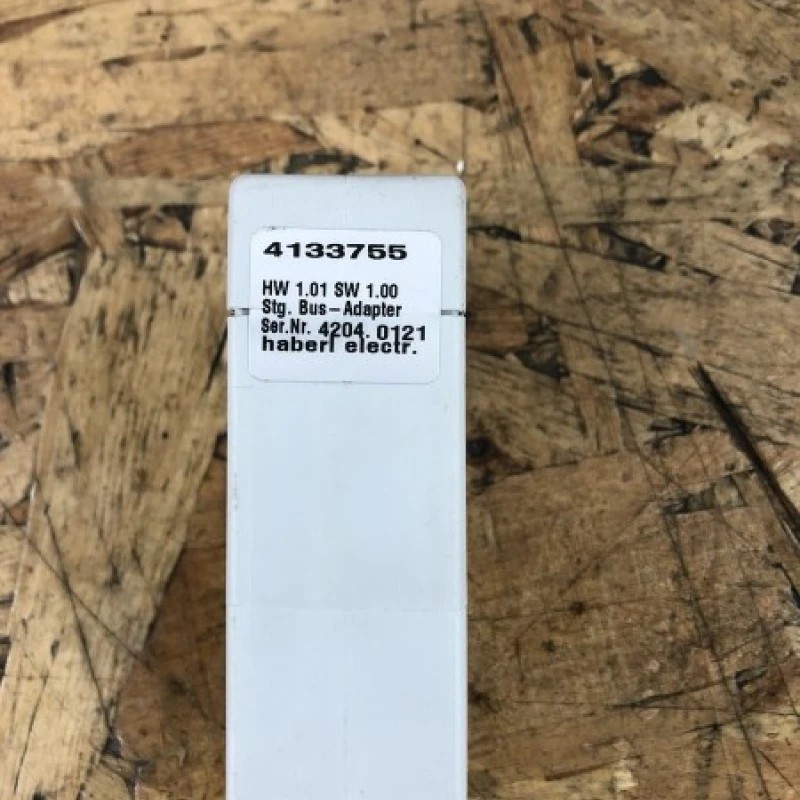 4133755
HW 1.01 SW 1.00
Stg. Bus-Adapter
Ser.Nr. 4204.0121
haberl electr.